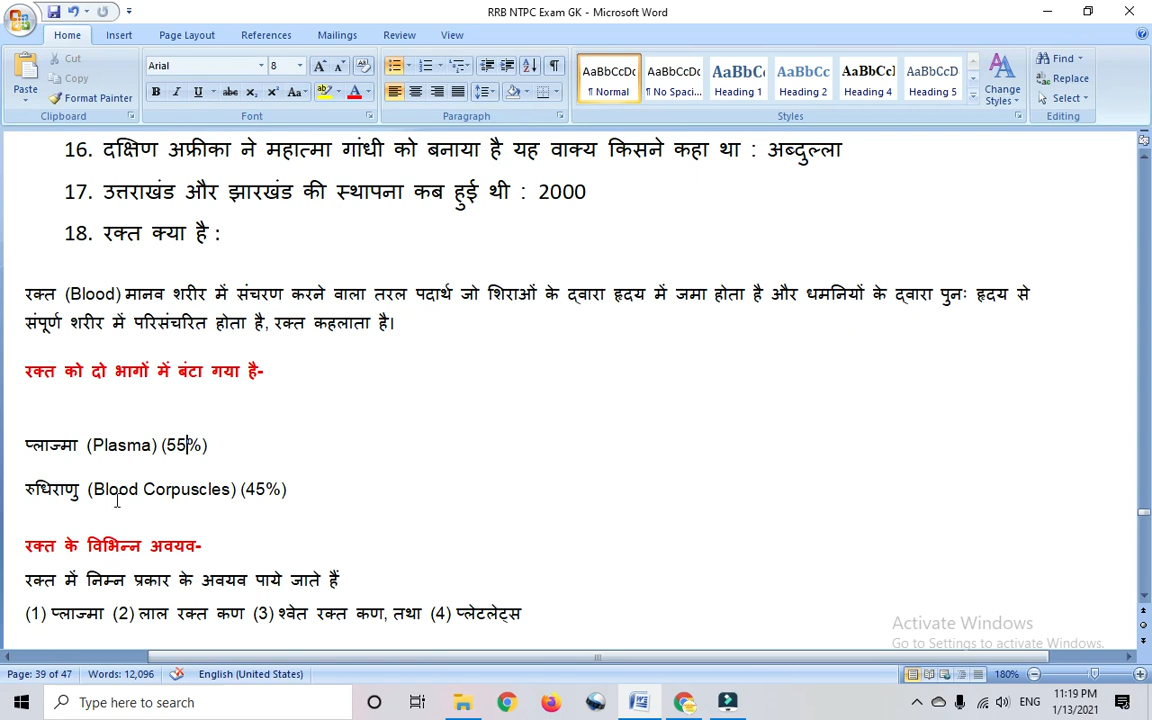 RRB NTPC Exam GK - Microsoft Word
Home Insert Page Layout References Mailings Review View
Paste Cut Copy Format Painter Clipboard
Arial 8 Font
Paragraph
AaBbCcDc Normal AaBbCcDc No Spaci... AaBbC Heading 1 AaBbCc Heading 2 AaBbCcI Heading 4 AaBbCcD Heading 5 Change Styles Styles
Find Replace Select Editing
16. दक्षिण अफ्रीका ने महात्मा गांधी को बनाया है यह वाक्य किसने कहा था : अब्दुल्ला
17. उत्तराखंड और झारखंड की स्थापना कब हुई थी : 2000
18. रक्त क्या है :
रक्त (Blood) मानव शरीर में संचरण करने वाला तरल पदार्थ जो शिराओं के द्वारा हृदय में जमा होता है और धमनियों के द्वारा पुनः हृदय से
संपूर्ण शरीर में परिसंचरित होता है, रक्त कहलाता है।
रक्त को दो भागों में बंटा गया है-
प्लाज्मा (Plasma) (55%)
रुधिराणु (Blood Corpuscles) (45%)
रक्त के विभिन्न अवयव-
रक्त में निम्न प्रकार के अवयव पाये जाते हैं
(1) प्लाज्मा (2) लाल रक्त कण (3) श्वेत रक्त कण, तथा (4) प्लेटलेट्स
Activate Windows
Go to Settings to activate Windows.
Page: 39 of 47 Words: 12,096 English (United States) 180%
Type here to search ENG 11:19 PM
1/13/2021